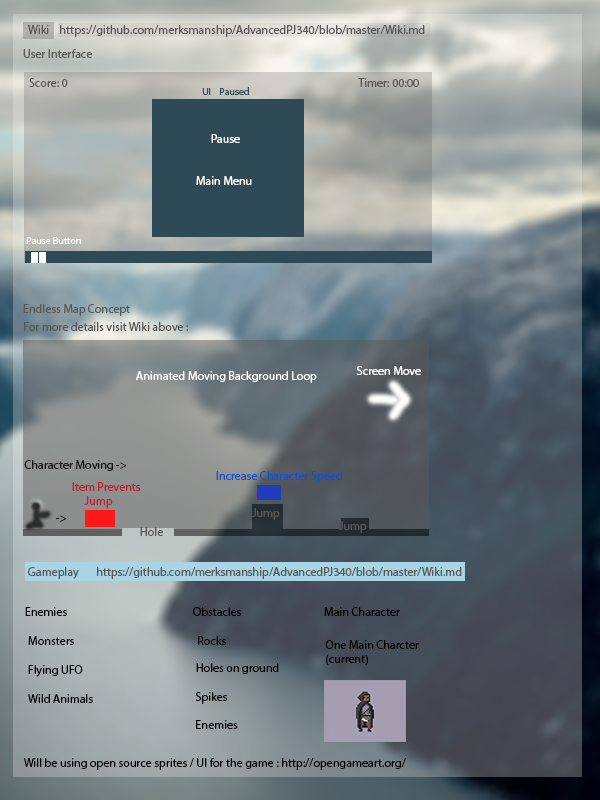 Wiki https://github.com/merksmanship/AdvancedPJ340/blob/master/Wiki.md
User Interface
Score: 0 Timer: 00:00
UI Paused
Pause
Main Menu
Pause Button
Endless Map Concept
For more details visit Wiki above :
Animated Moving Background Loop
Screen Move
Character Moving ->
Increase Character Speed
Item Prevents
Jump
->
Jump
Jump
Hole
Gameplay https://github.com/merksmanship/AdvancedPJ340/blob/master/Wiki.md
Enemies
Monsters
Flying UFO
Wild Animals
Obstacles
Rocks
Holes on ground
Spikes
Enemies
Main Character
One Main Charcter
(current)
Will be using open source sprites / UI for the game : http://opengameart.org/